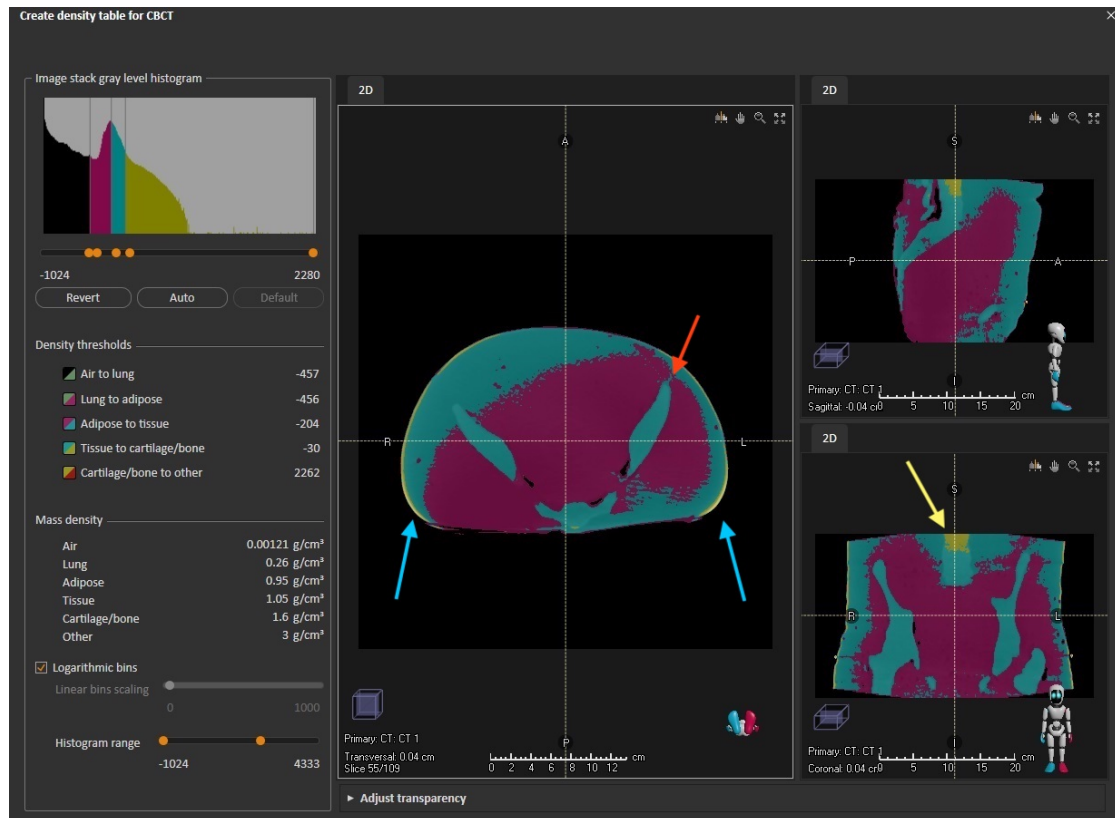 Create density table for CBCT
Image stack gray level histogram
-1024 2280
Revert Auto Default
Density thresholds
Air to lung -457
Lung to adipose -456
Adipose to tissue -204
Tissue to cartilage/bone -30
Cartilage/bone to other 2262
Mass density
Air 0.00121 g/cm³
Lung 0.26 g/cm³
Adipose 0.95 g/cm³
Tissue 1.05 g/cm³
Cartilage/bone 1.6 g/cm³
Other 3 g/cm³
Logarithmic bins
Linear bins scaling
0 1000
Histogram range
-1024 4333
2D
A
R L
P
Primary: CT: CT 1
Transversal: 0.04 cm
Slice 55/109
0 2 4 6 8 10 12 cm
Adjust transparency
2D
S
P A
I
Primary: CT: CT 1
Sagittal: -0.04 cm
0 5 10 15 20 cm
2D
S
R L
Primary: CT: CT 1
Coronal: 0.04 cm
0 5 10 15 20 cm